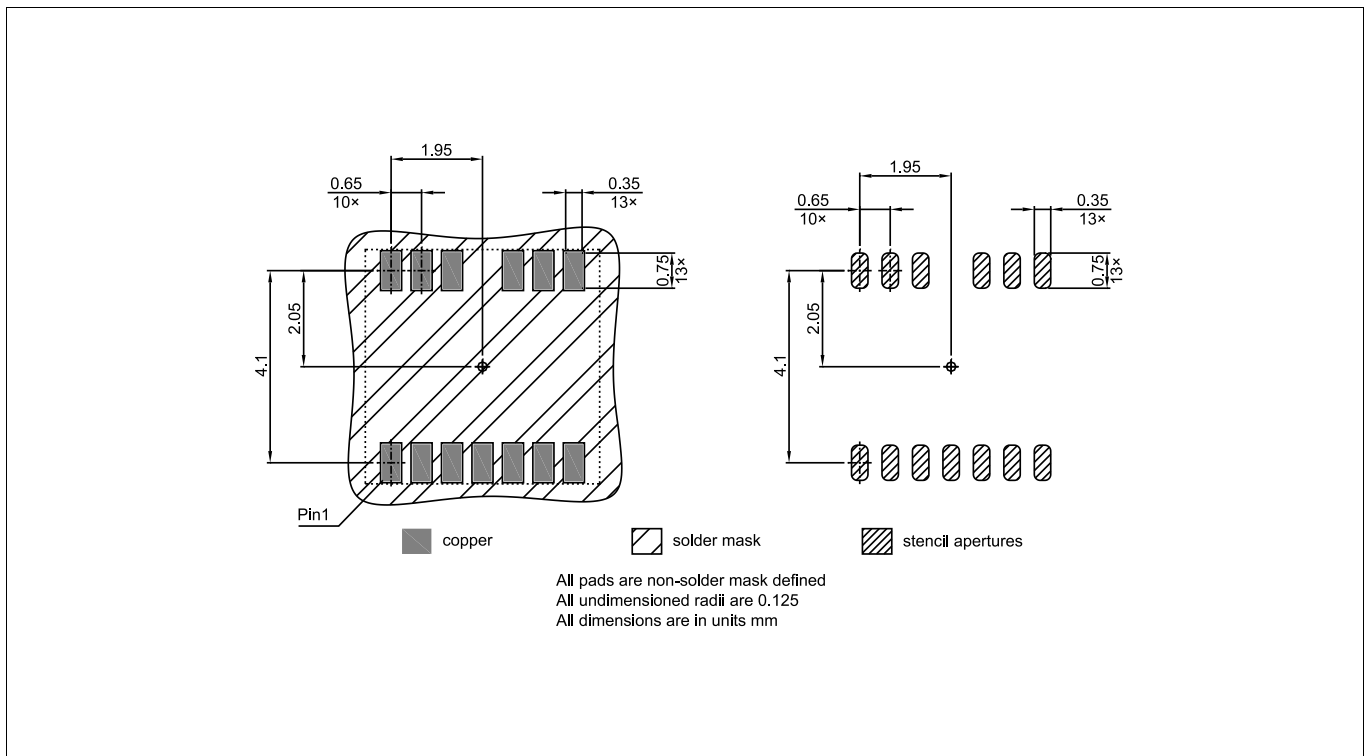 1.95
0.65
10×
0.35
13×
0.75
13×
2.05
4.1
Pin1
1.95
0.65
10×
0.35
13×
0.75
13×
2.05
4.1
copper
solder mask
stencil apertures
All pads are non-solder mask defined
All undimensioned radii are 0.125
All dimensions are in units mm